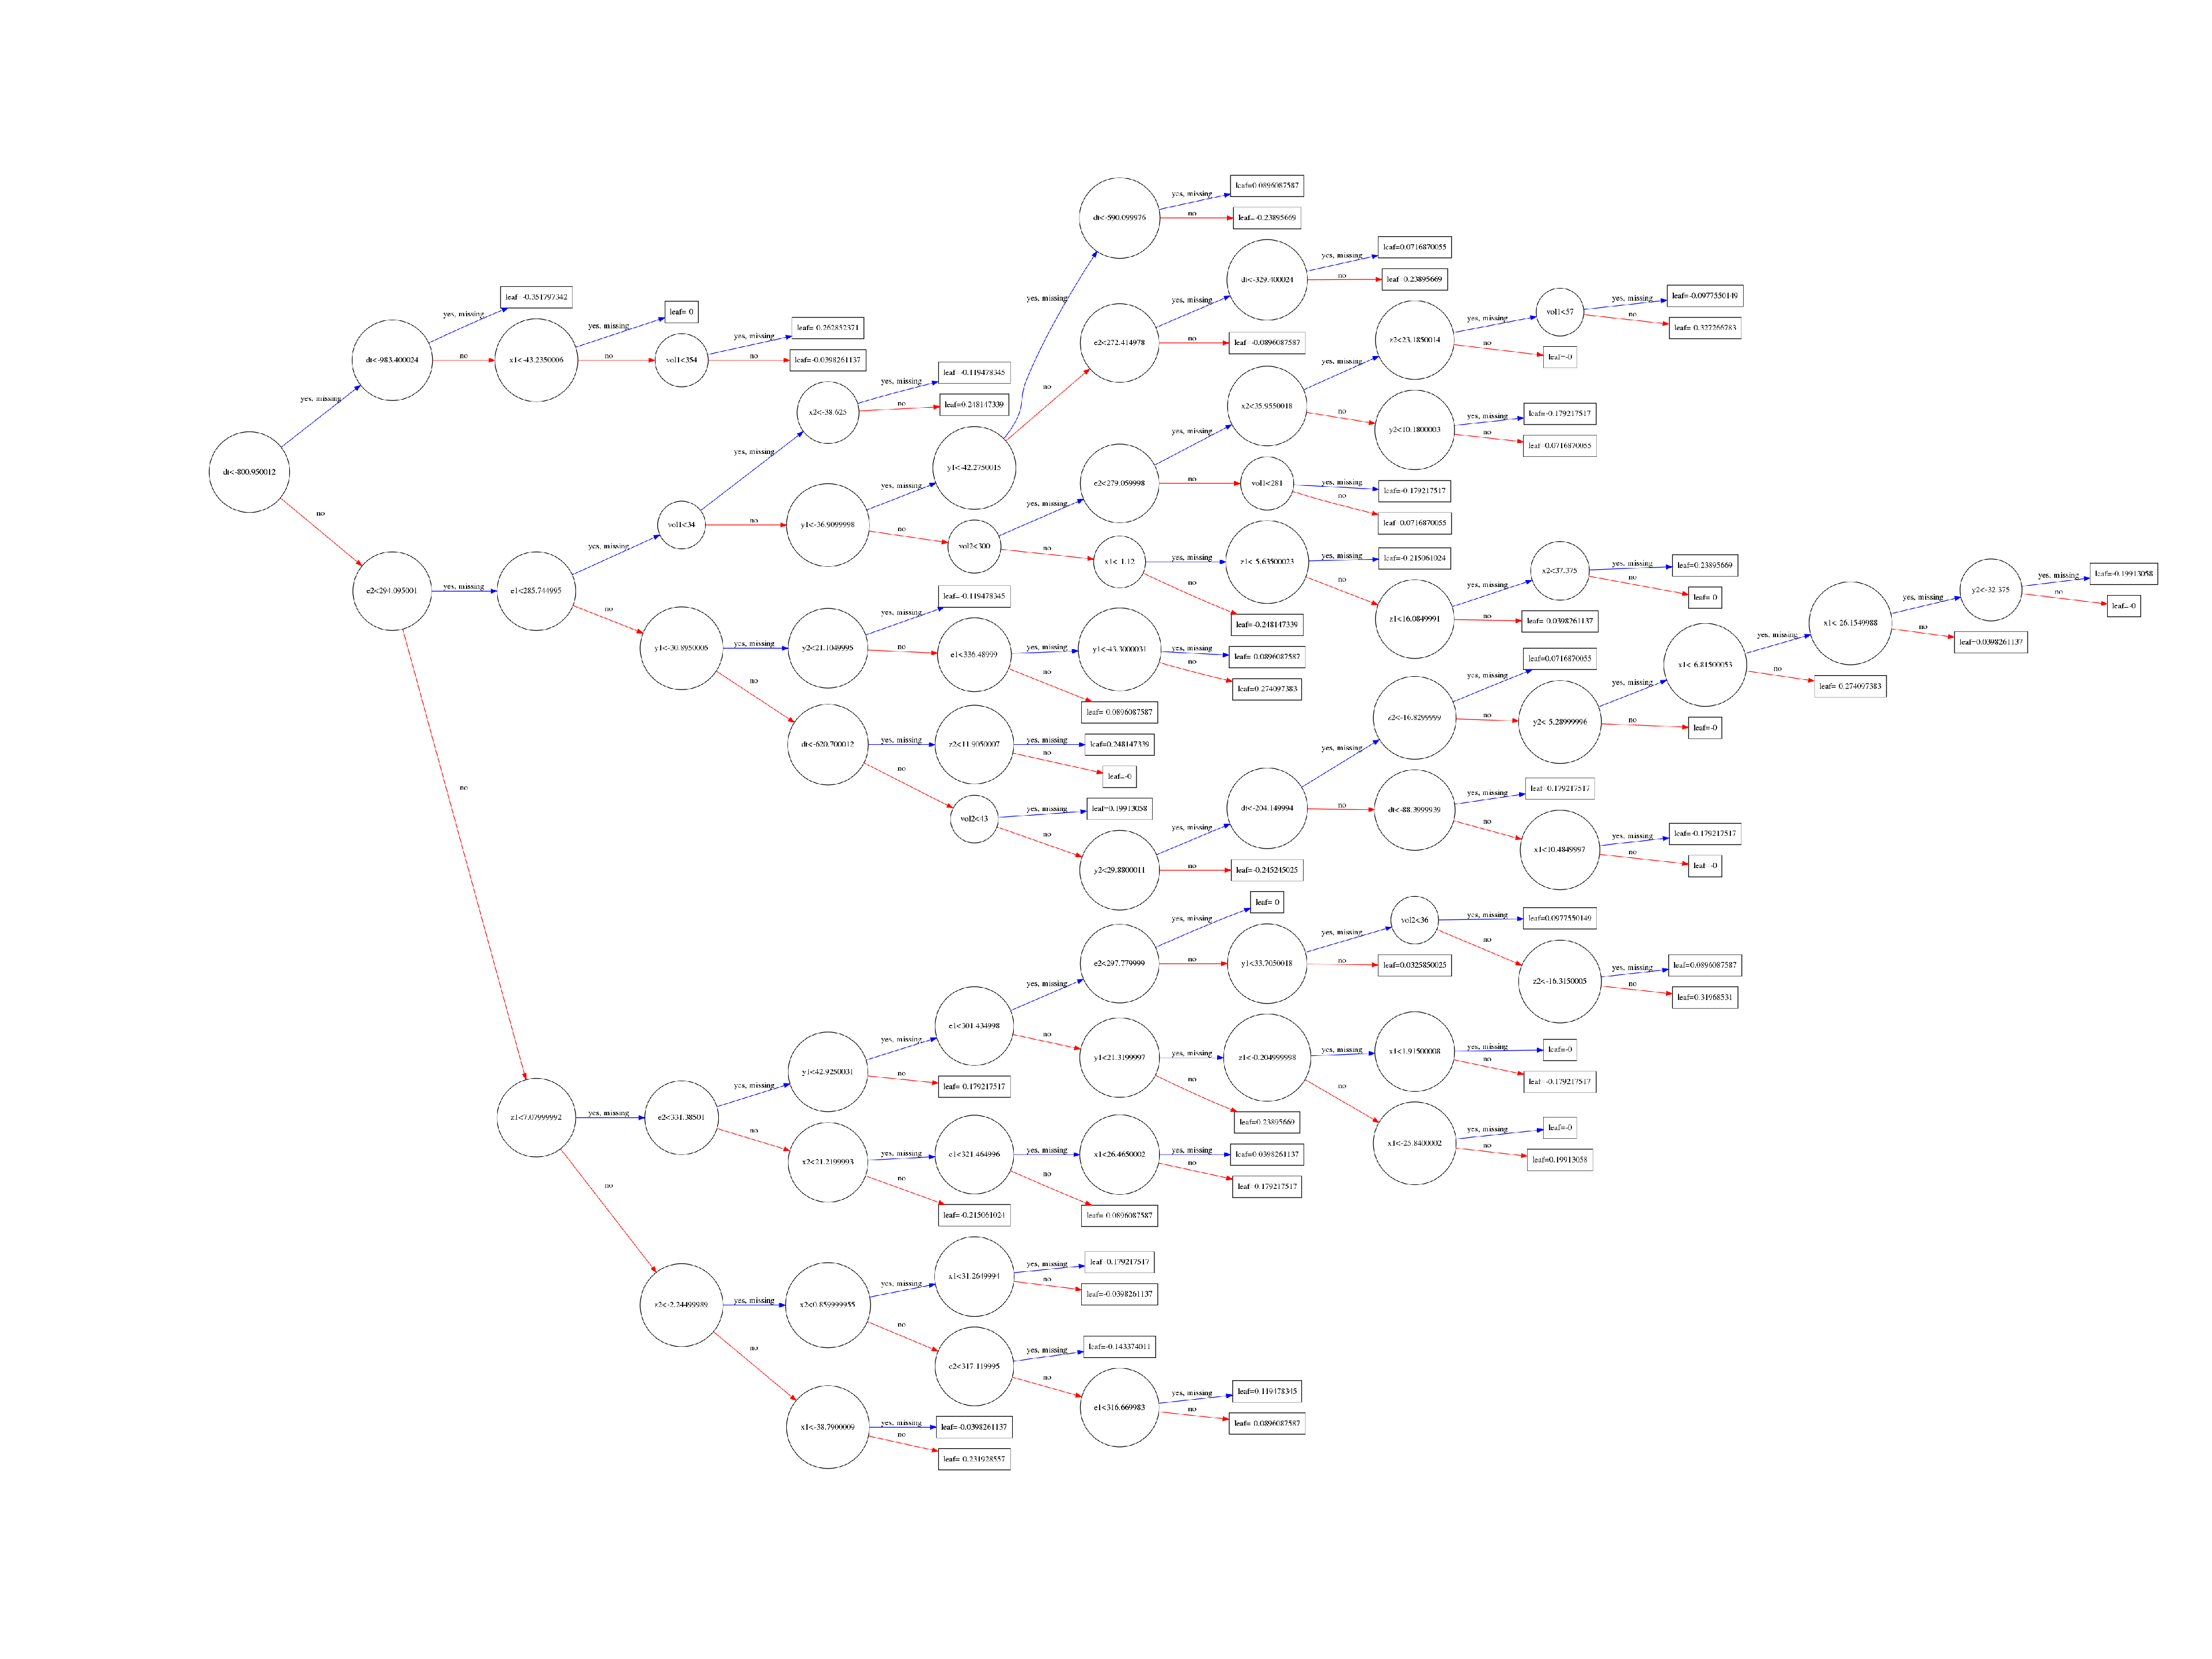 dt<-800.950012
yes, missing
dt<-983.400024
yes, missing
leaf=-0.351797342
no
x1<-43.2350006
yes, missing
leaf= 0
no
vol1<354
yes, missing
leaf= 0.262852371
no
leaf=-0.0398261137
no
e2<294.095001
yes, missing
e1<285.744995
yes, missing
vol1<34
yes, missing
x2<-38.625
yes, missing
leaf=-0.119478345
no
leaf=0.248147339
no
y1<-36.9099998
yes, missing
y1<-42.2750015
yes, missing
dt<-590.099976
yes, missing
leaf=0.0896087587
no
leaf=-0.23895669
no
e2<272.414978
yes, missing
dt<-329.400024
yes, missing
leaf=0.0716870055
no
leaf=0.23895669
no
leaf=-0.0896087587
no
vol2<300
yes, missing
e2<279.059998
yes, missing
x2<35.9550018
yes, missing
z2<23.1850014
yes, missing
vol1<57
yes, missing
leaf=-0.0977550149
no
leaf= 0.327266783
no
leaf=-0
no
y2<10.1800003
yes, missing
leaf=-0.179217517
no
leaf=0.0716870055
no
vol1<281
yes, missing
leaf=-0.179217517
no
leaf=0.0716870055
no
x1< 1.12
yes, missing
z1< 5.63500023
yes, missing
leaf=-0.215061024
no
z1<16.0849991
yes, missing
x2<37.375
yes, missing
leaf=0.23895669
no
leaf= 0
no
leaf= 0.0398261137
no
leaf=-0.248147339
no
y1<-30.8950005
yes, missing
y2<21.1049995
yes, missing
leaf=-0.119478345
no
e1<336.48999
yes, missing
y1<-43.3000031
yes, missing
leaf= 0.0896087587
no
leaf=0.274097383
no
leaf= 0.0896087587
no
dt<-620.700012
yes, missing
z2<11.9050007
yes, missing
leaf=0.248147339
no
leaf=-0
no
vol2<43
yes, missing
leaf=0.19913058
no
y2<29.8800011
yes, missing
dt<-204.149994
yes, missing
z2<-16.8299999
yes, missing
leaf=0.0716870055
no
y2< 5.28999996
yes, missing
x1< 6.81500053
yes, missing
x1<-26.1549988
yes, missing
y2<-32.375
yes, missing
leaf=-0.19913058
no
leaf=-0
no
leaf=0.0398261137
no
leaf= 0.274097383
no
leaf=-0
no
dt<-88.3999939
yes, missing
leaf=0.179217517
no
x1<10.4849997
yes, missing
leaf=-0.179217517
no
leaf=-0
no
leaf=-0.245245025
no
z1<7.07999992
yes, missing
e2<331.38501
yes, missing
y1<42.9250031
yes, missing
e1<301.434998
yes, missing
e2<297.779999
yes, missing
leaf= 0
no
y1<33.7050018
yes, missing
vol2<36
yes, missing
leaf=0.0977550149
no
z2<-16.3150005
yes, missing
leaf=0.0896087587
no
leaf=0.31968531
no
leaf=0.0325850025
no
y1<21.3199997
yes, missing
z1<-0.204999998
yes, missing
x1<1.91500008
yes, missing
leaf=-0
no
leaf=-0.179217517
no
x1<-25.8400002
yes, missing
leaf=-0
no
leaf=0.19913058
no
leaf=0.23895669
no
leaf= 0.179217517
no
x2<21.2199993
yes, missing
e1<321.464996
yes, missing
x1<26.4650002
yes, missing
leaf=0.0398261137
no
leaf=0.179217517
no
leaf= 0.0896087587
no
leaf=-0.215061024
no
z2<-2.24499989
yes, missing
x2<0.859999955
yes, missing
x1<31.2649994
yes, missing
leaf=0.179217517
no
leaf=-0.0398261137
no
e2<317.119995
yes, missing
leaf=-0.143374011
no
e1<316.669983
yes, missing
leaf=0.119478345
no
leaf= 0.0896087587
no
x1<-38.7900009
yes, missing
leaf=-0.0398261137
no
leaf= 0.231928557